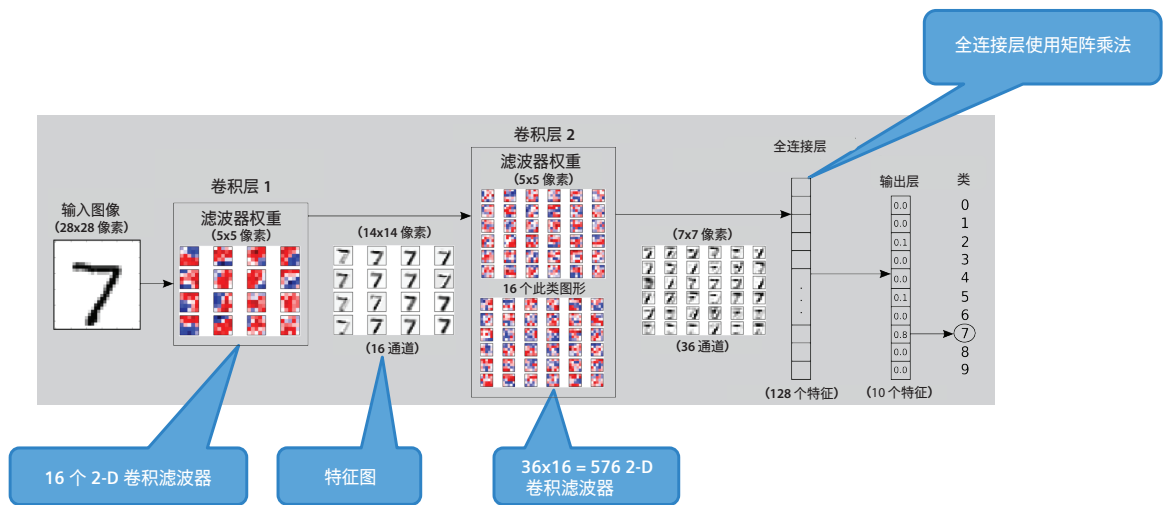 全连接层使用矩阵乘法
卷积层 2
滤波器权重
(5x5 像素)
16 个此类图形
全连接层
卷积层 1
滤波器权重
(5x5 像素)
输入图像
(28x28 像素)
(14x14 像素)
(16 通道)
(7x7 像素)
(36 通道)
(128 个特征)
输出层
0.0
0.0
0.1
0.0
0.0
0.1
0.0
0.8
0.0
0.0
(10 个特征)
类
0
1
2
3
4
5
6
7
8
9
16 个 2-D 卷积滤波器
特征图
36x16 = 576 2-D
卷积滤波器